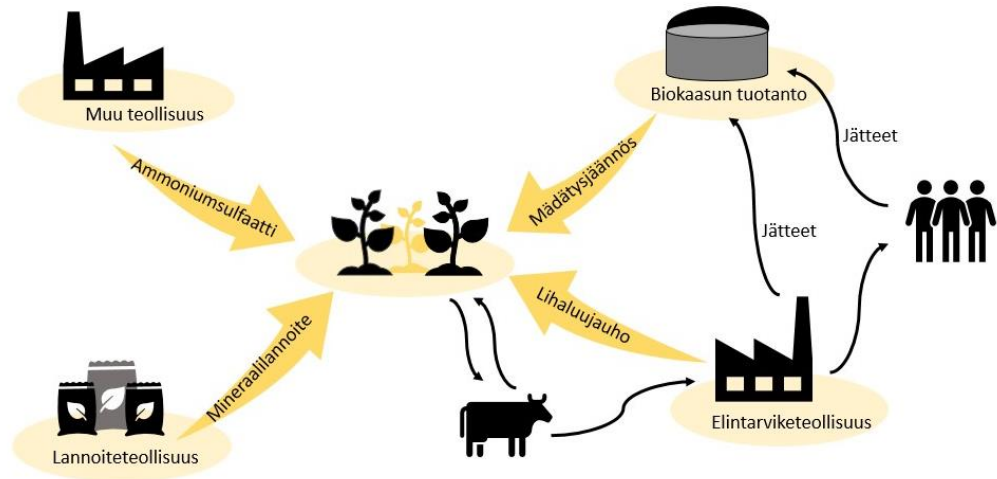 Muu teollisuus
Biokaasun tuotanto
Jätteet
Ammoniumsulfaatti
Mädätysjäännös
Jätteet
Lihaluujauho
Mineraalilannoite
Elintarviketeollisuus
Lannoiteteollisuus